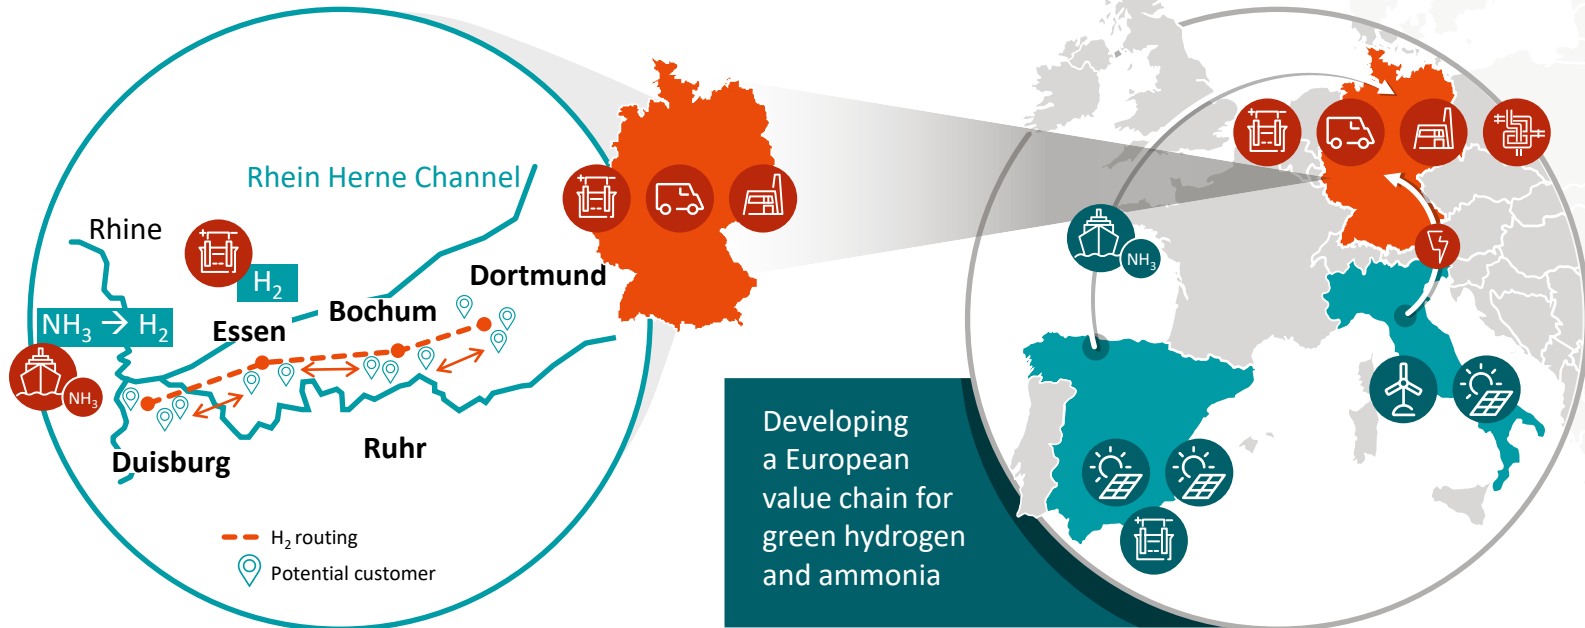 Rhein Herne Channel
Rhine
H₂
Dortmund
Bochum
NH₃ → H₂
Essen
NH₃
Duisburg
Ruhr
H₂ routing
Potential customer
NH₃
Developing
a European
value chain for
green hydrogen
and ammonia